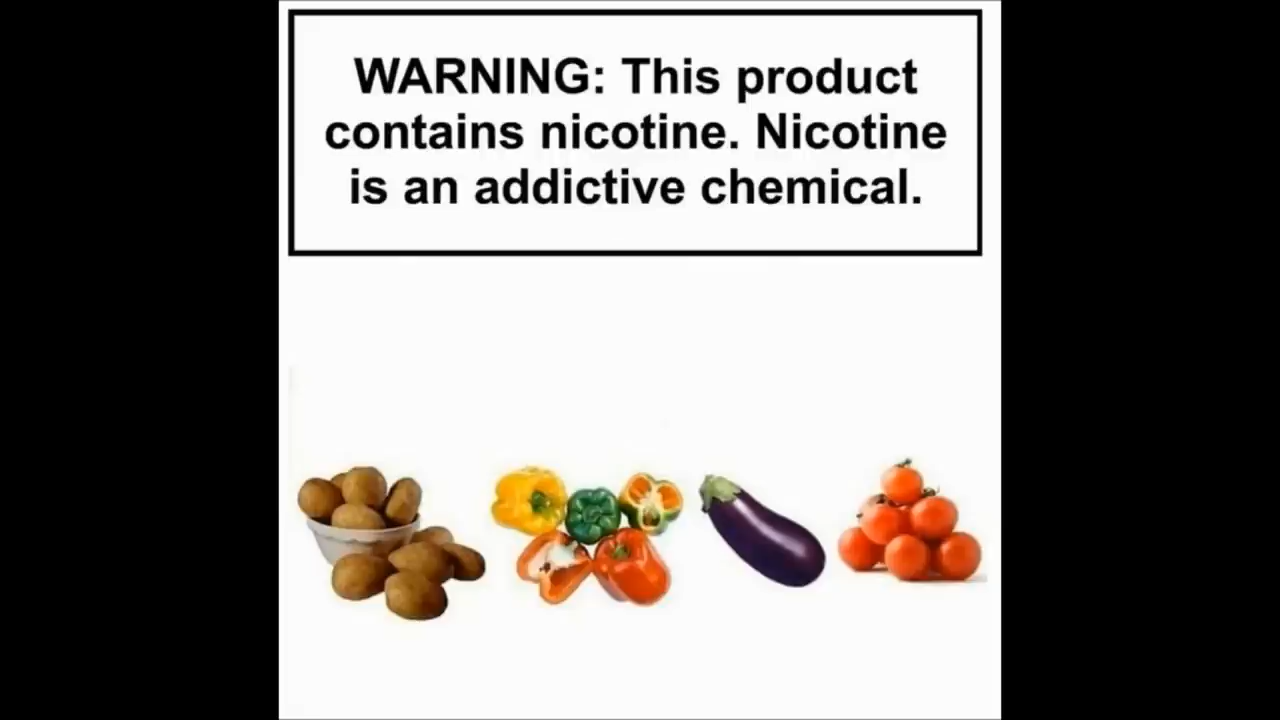 WARNING: This product
contains nicotine. Nicotine
is an addictive chemical.